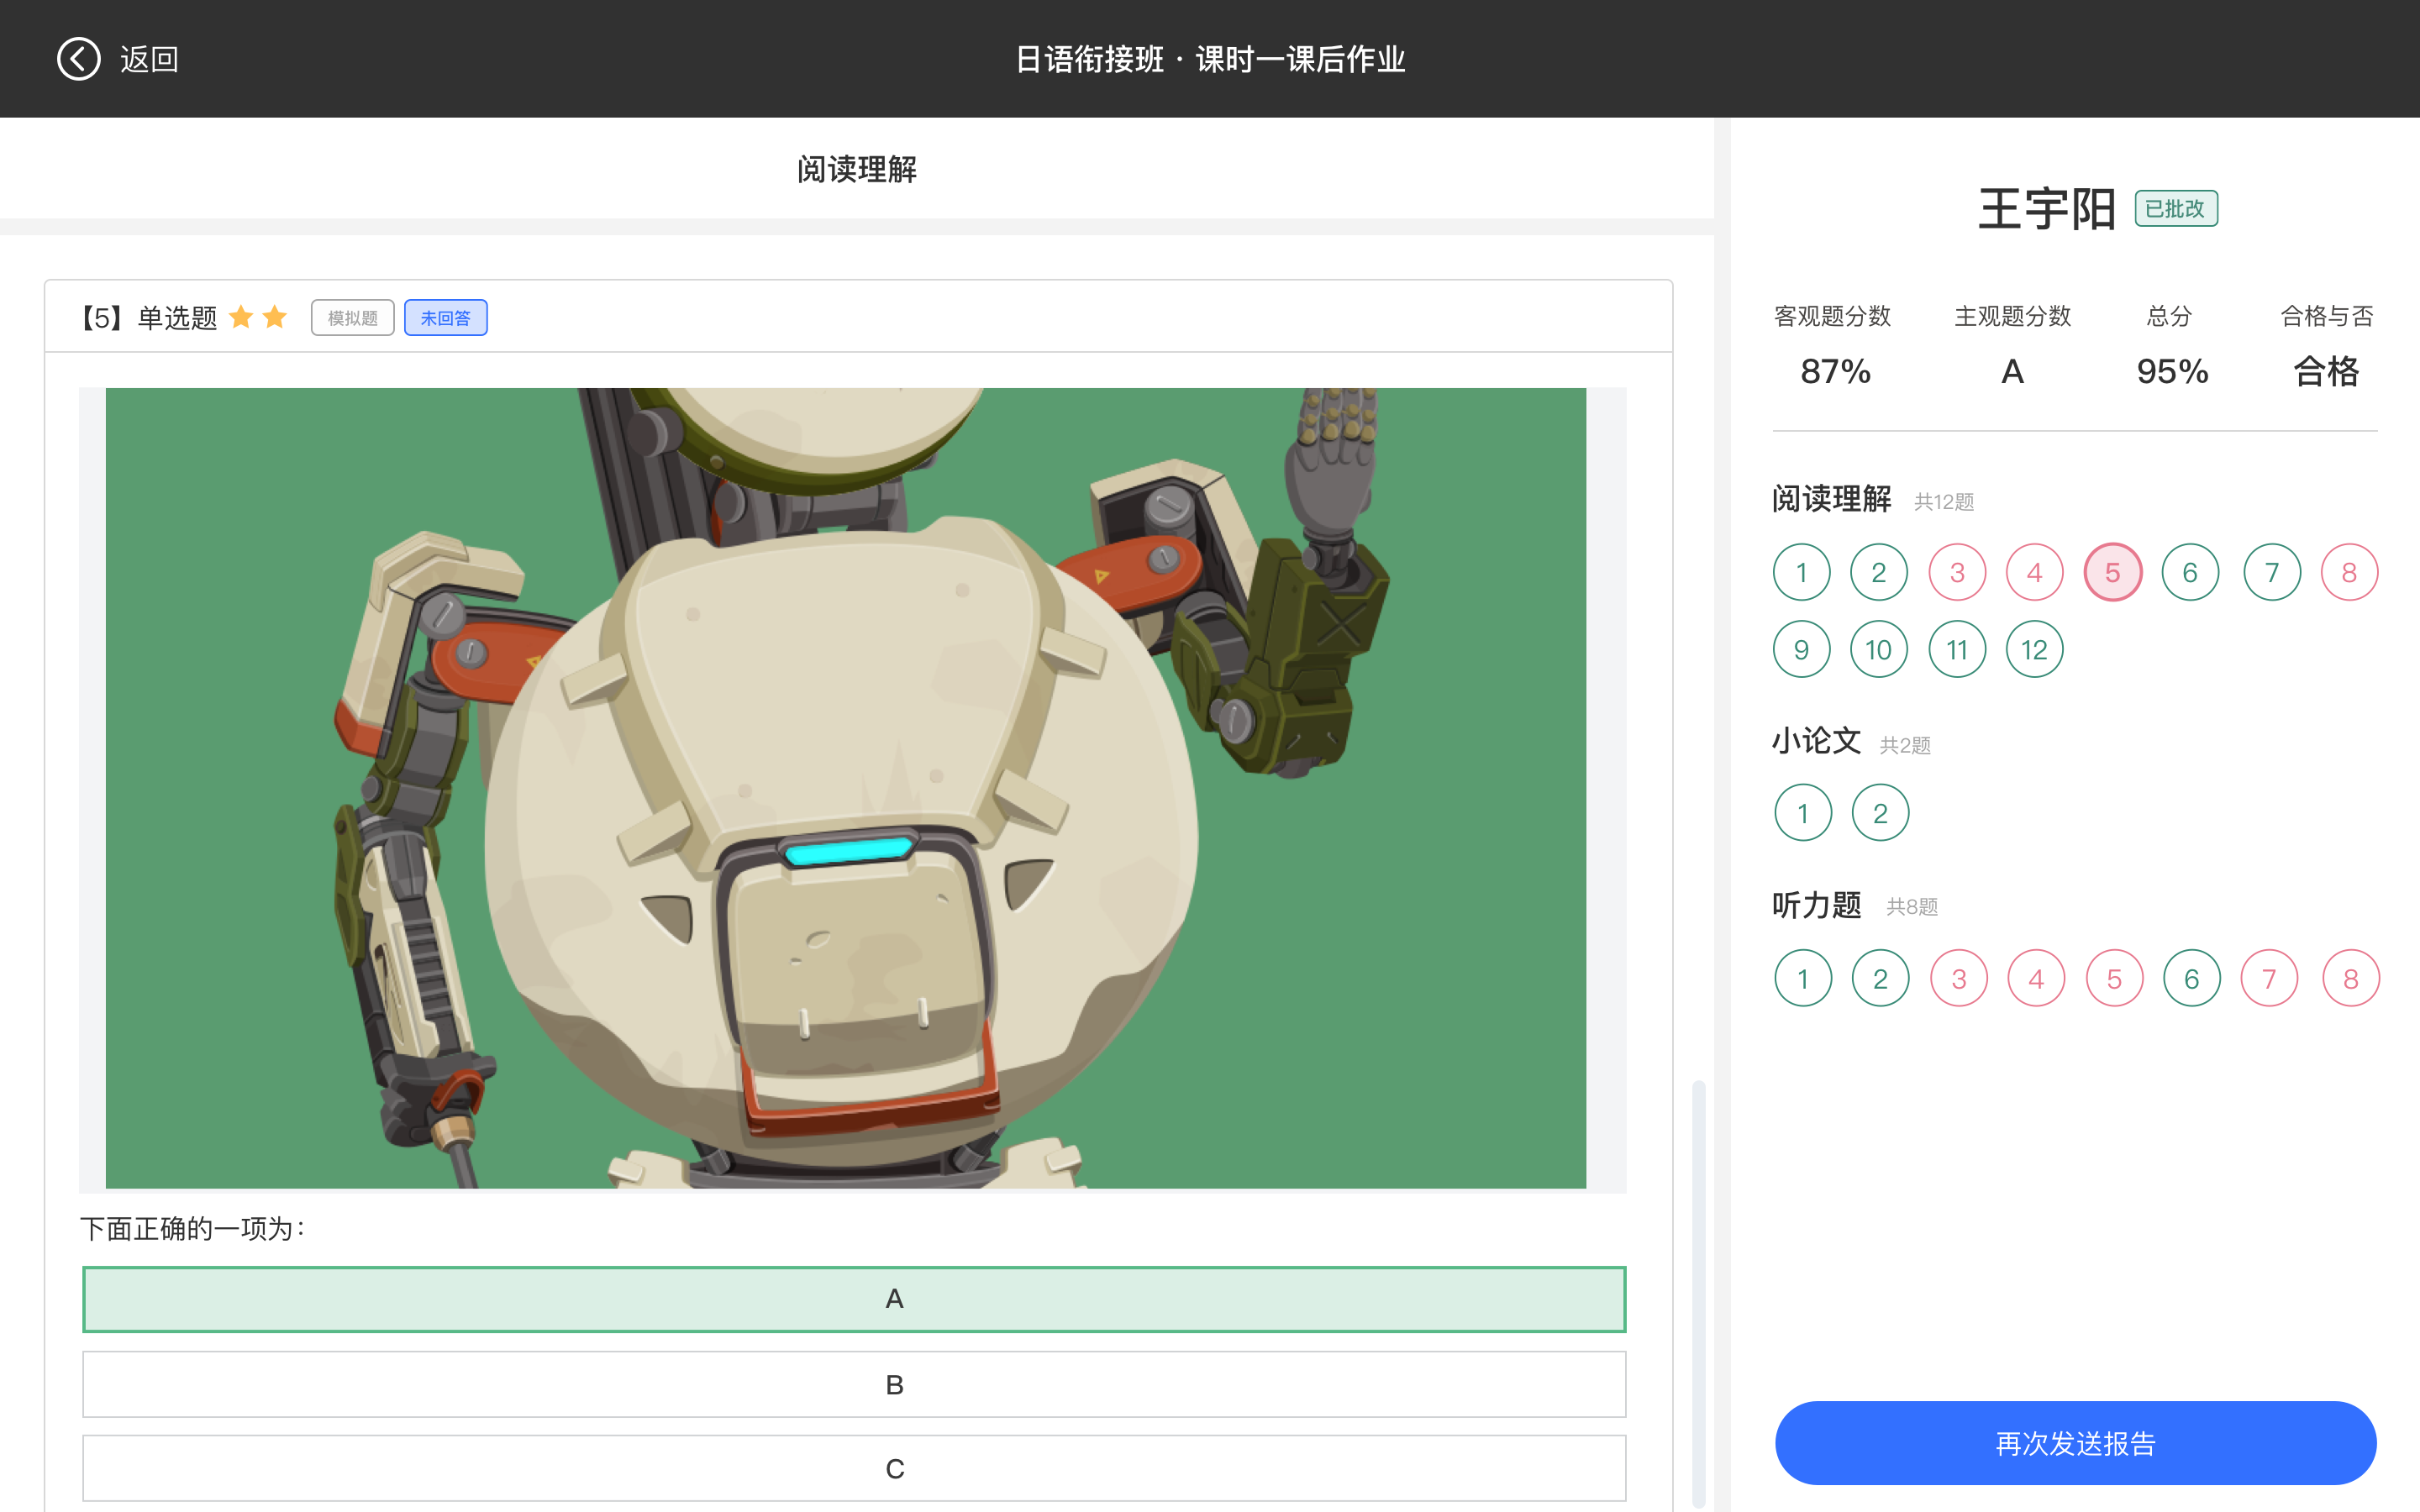 返回
日语衔接班 · 课时一课后作业
阅读理解
【5】单选题 模拟题 未回答
下面正确的一项为：
A
B
C
王宇阳 已批改
客观题分数 主观题分数 总分 合格与否
87% A 95% 合格
阅读理解 共12题
1 2 3 4 5 6 7 8
9 10 11 12
小论文 共2题
1 2
听力题 共8题
1 2 3 4 5 6 7 8
再次发送报告